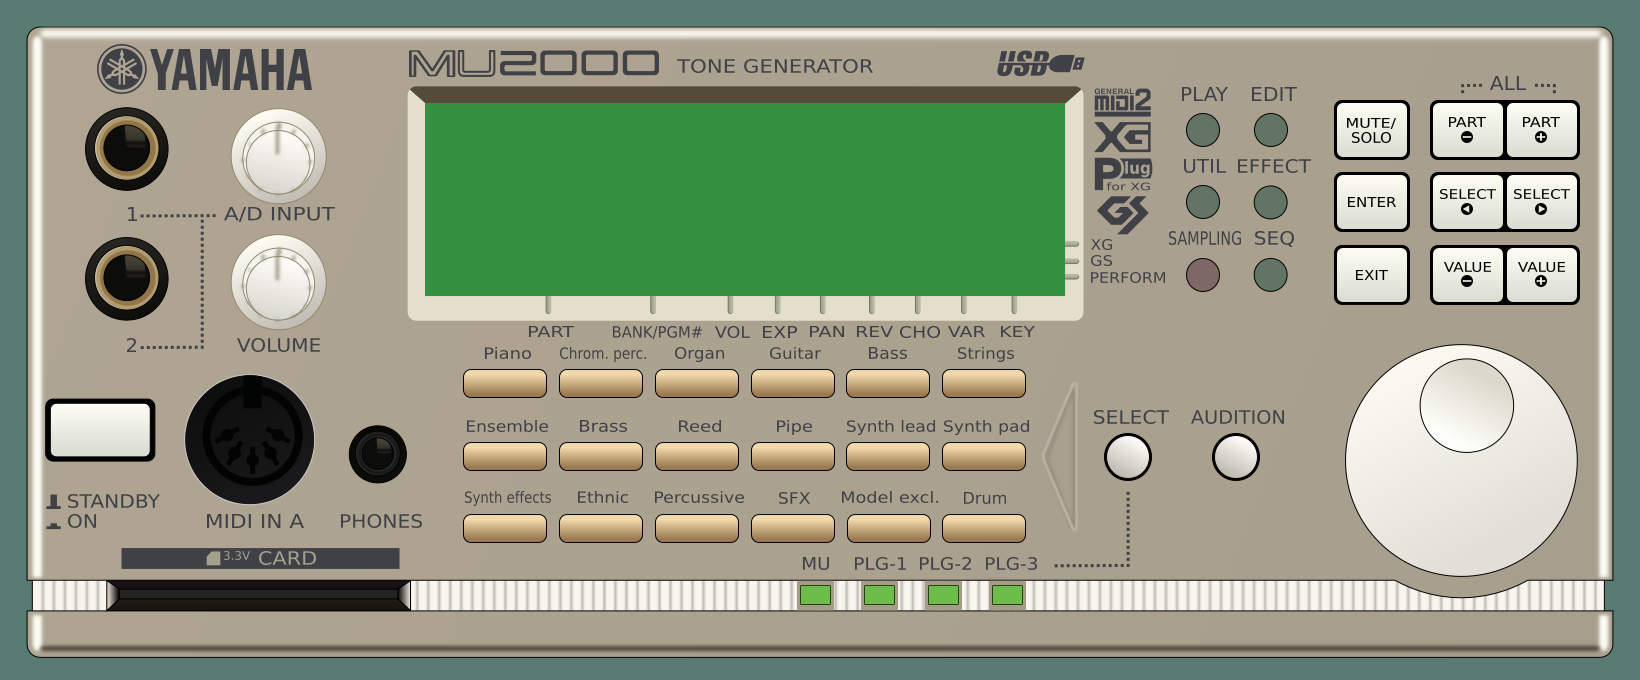 YAMAHA
MU2000 TONE GENERATOR
USB
GENERAL
MIDI2
XG
Plug
for XG
GS
XG
GS
PERFORM
PLAY EDIT
UTIL EFFECT
SAMPLING SEQ
ALL
MUTE/
SOLO
PART PART
ENTER
SELECT SELECT
EXIT
VALUE VALUE
1 A/D INPUT
2 VOLUME
PART BANK/PGM# VOL EXP PAN REV CHO VAR KEY
Piano Chrom. perc. Organ Guitar Bass Strings
Ensemble Brass Reed Pipe Synth lead Synth pad
Synth effects Ethnic Percussive SFX Model excl. Drum
SELECT AUDITION
STANDBY
ON
MIDI IN A
PHONES
3.3V CARD
MU PLG-1 PLG-2 PLG-3